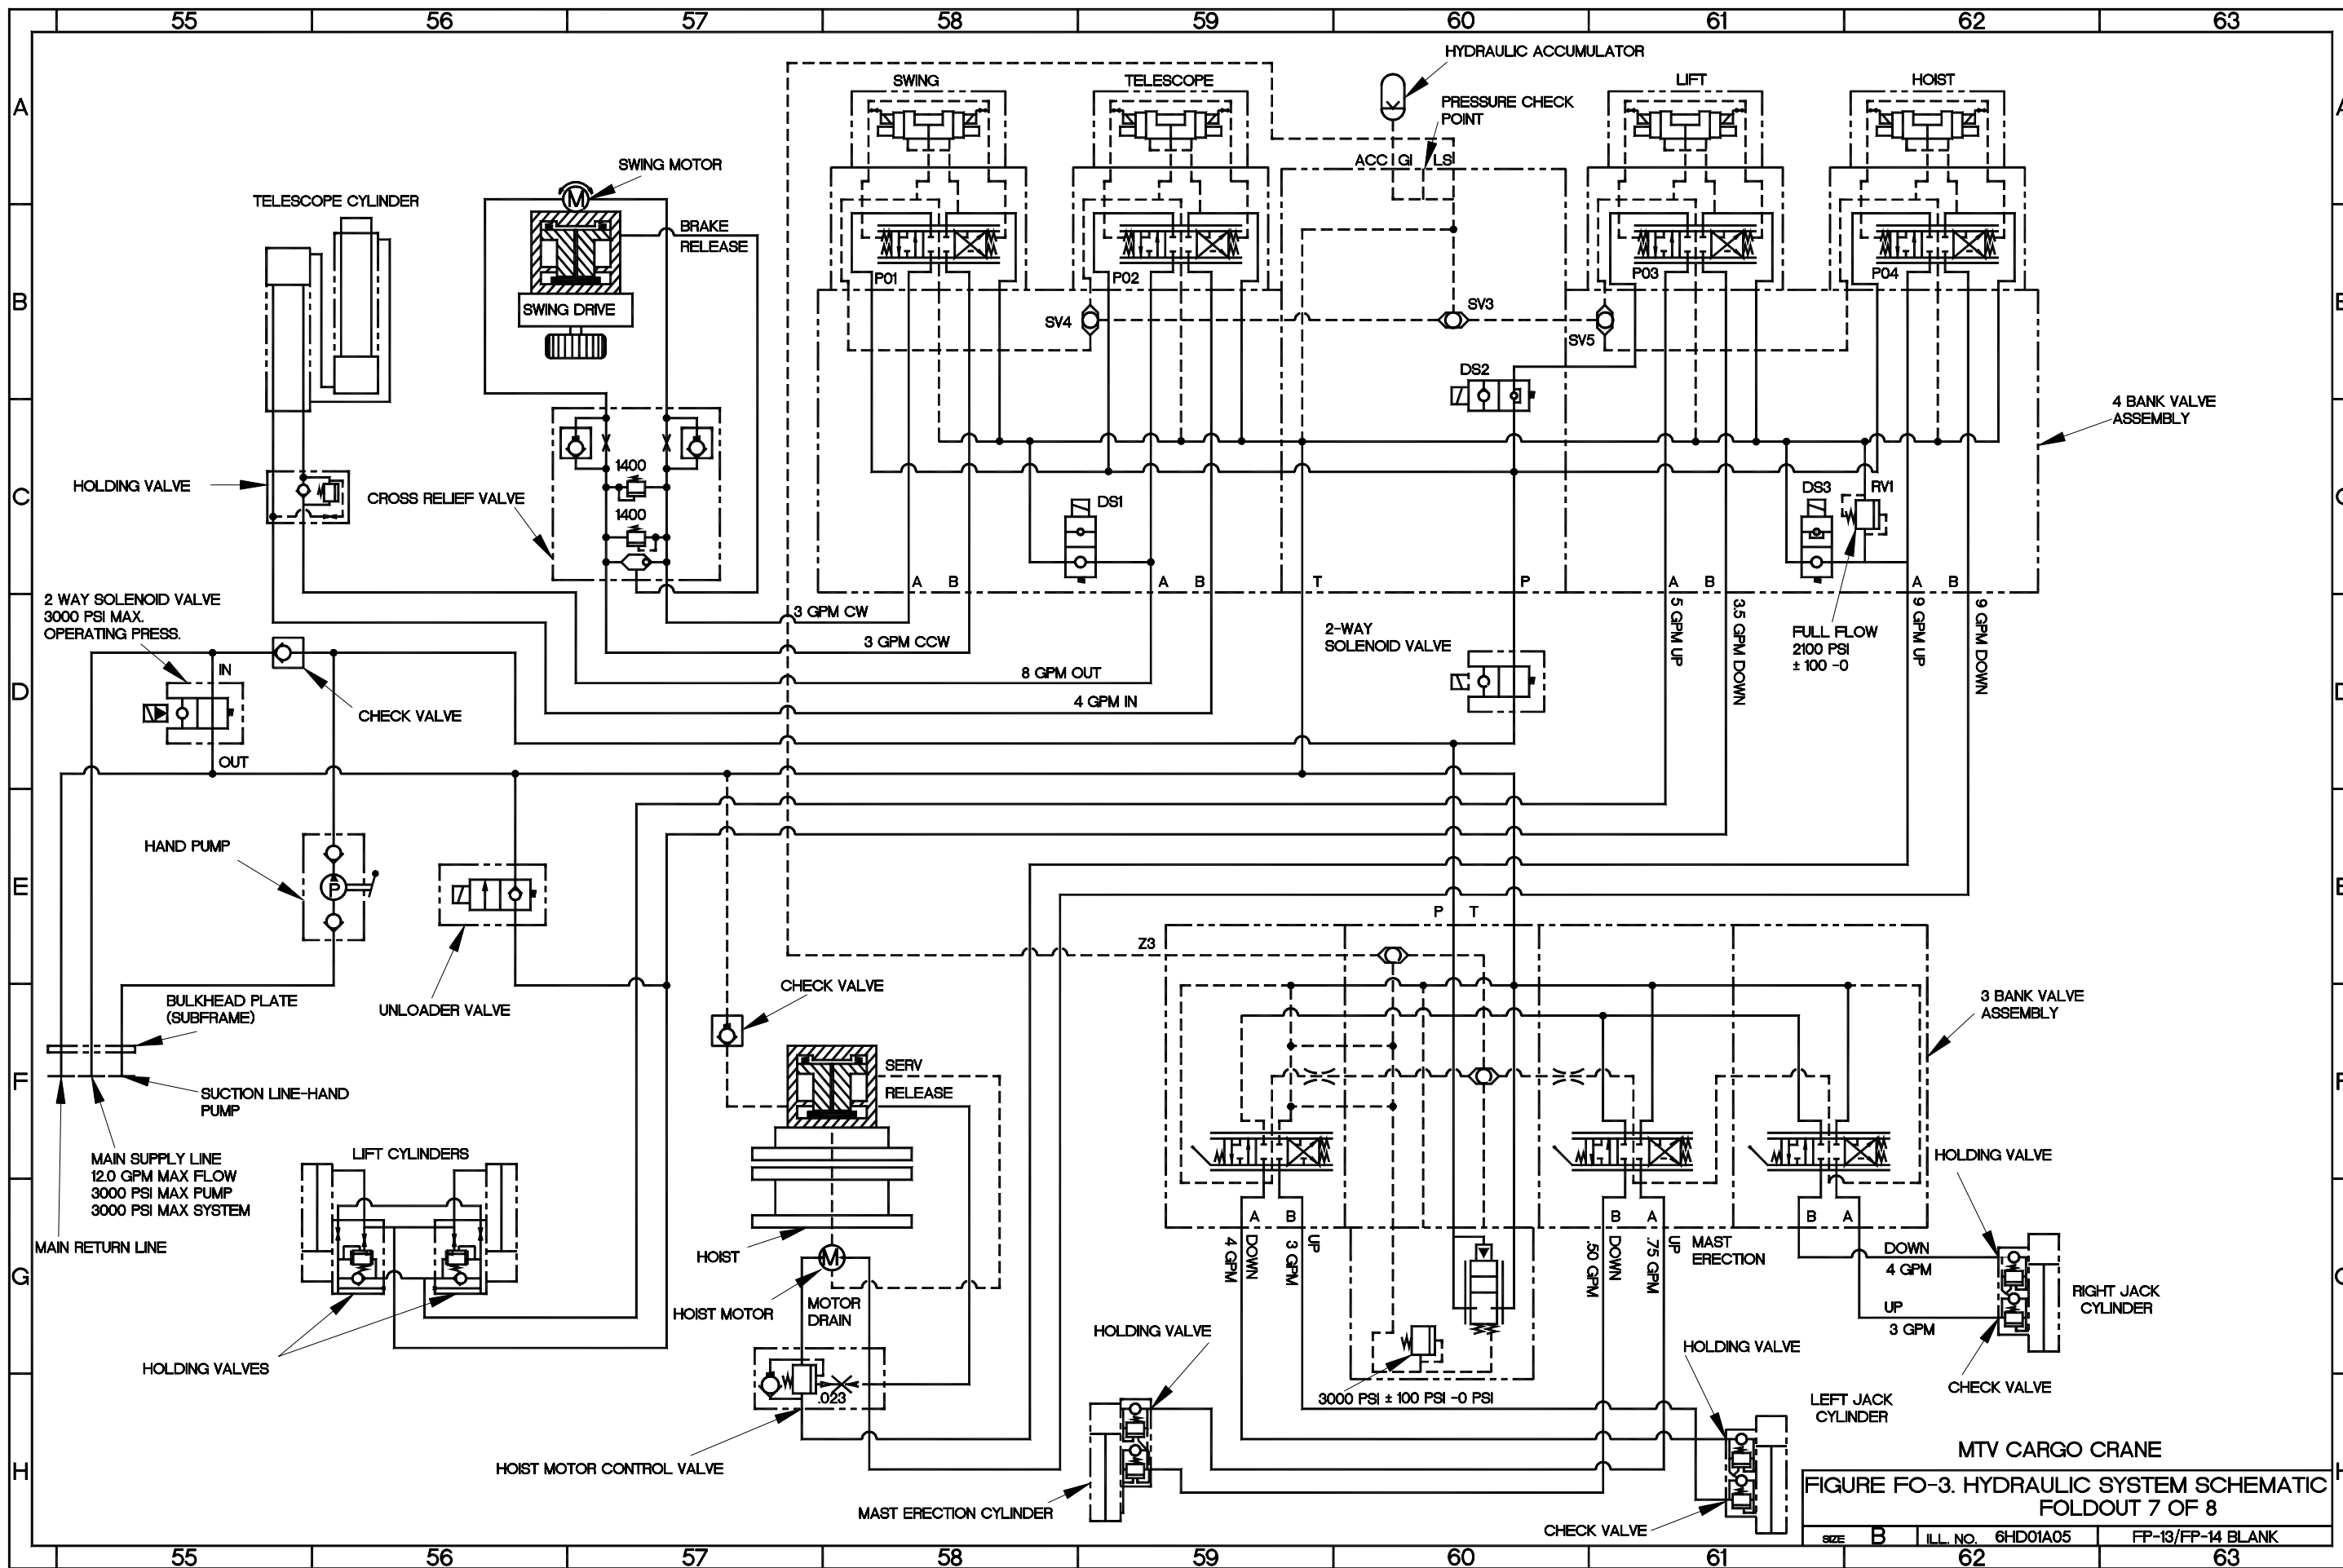 55 56 57 58 59 60 61 62 63
A
B
C
D
E
F
G
H
HYDRAULIC ACCUMULATOR
SWING
TELESCOPE
LIFT
HOIST
PRESSURE CHECK
POINT
ACC GI LS
SWING MOTOR
TELESCOPE CYLINDER
M
BRAKE
RELEASE
SWING DRIVE
P01
P02
P03
P04
SV4
SV3
SV5
DS2
4 BANK VALVE
ASSEMBLY
HOLDING VALVE
CROSS RELIEF VALVE
1400
1400
DS1
DS3
RV1
A B
A B
T
P
A B
A B
2 WAY SOLENOID VALVE
3000 PSI MAX.
OPERATING PRESS.
IN
OUT
CHECK VALVE
3 GPM CW
3 GPM CCW
8 GPM OUT
4 GPM IN
2-WAY
SOLENOID VALVE
5 GPM UP
3.5 GPM DOWN
FULL FLOW
2100 PSI
± 100 -0
9 GPM UP
9 GPM DOWN
HAND PUMP
P
UNLOADER VALVE
P T
Z3
BULKHEAD PLATE
(SUBFRAME)
SUCTION LINE-HAND
PUMP
MAIN SUPPLY LINE
12.0 GPM MAX FLOW
3000 PSI MAX PUMP
3000 PSI MAX SYSTEM
MAIN RETURN LINE
CHECK VALVE
SERV
RELEASE
3 BANK VALVE
ASSEMBLY
LIFT CYLINDERS
HOLDING VALVES
HOIST
M
HOIST MOTOR
MOTOR
DRAIN
.023
HOIST MOTOR CONTROL VALVE
A B
4 GPM
DOWN
3 GPM
UP
B A
.50 GPM
DOWN
.75 GPM
UP
MAST
ERECTION
B A
HOLDING VALVE
DOWN
4 GPM
UP
3 GPM
RIGHT JACK
CYLINDER
CHECK VALVE
3000 PSI ± 100 PSI -0 PSI
HOLDING VALVE
MAST ERECTION CYLINDER
HOLDING VALVE
LEFT JACK
CYLINDER
CHECK VALVE
MTV CARGO CRANE
FIGURE FO-3. HYDRAULIC SYSTEM SCHEMATIC
FOLDOUT 7 OF 8
SIZE B ILL. NO. 6HD01A05 FP-13/FP-14 BLANK
55 56 57 58 59 60 61 62 63